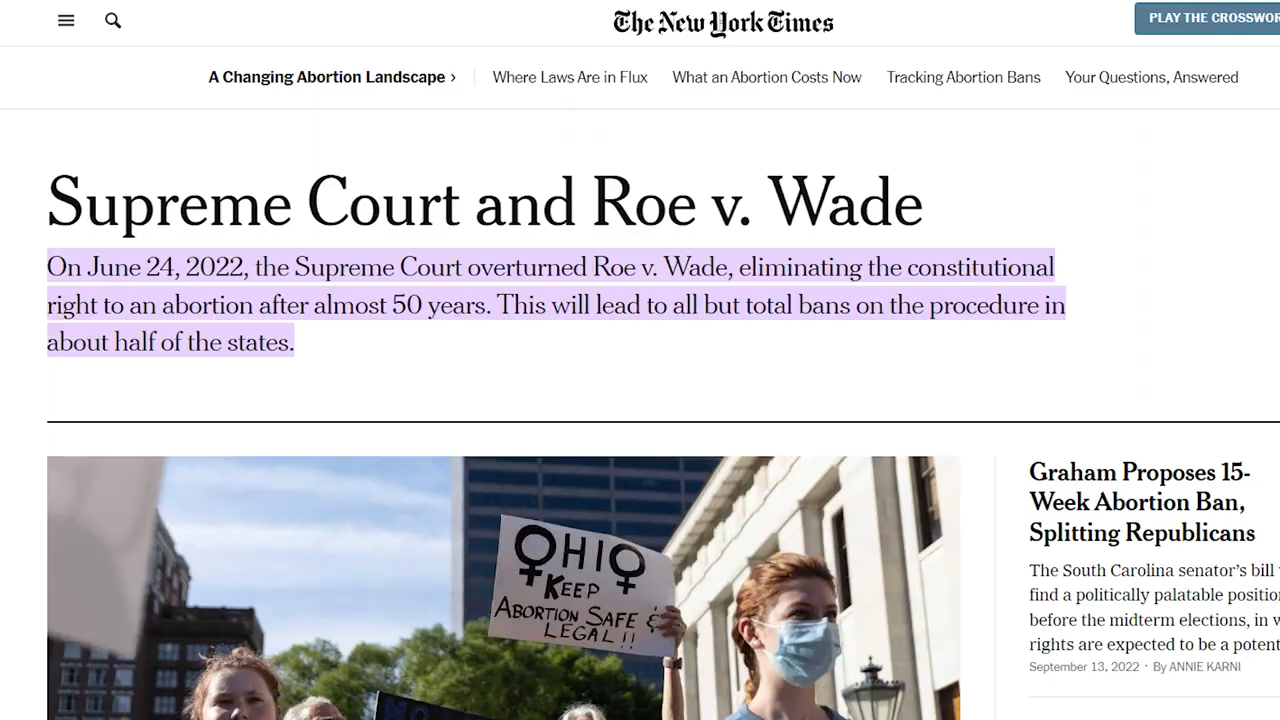 The New York Times
PLAY THE CROSSWOR
A Changing Abortion Landscape ›
Where Laws Are in Flux
What an Abortion Costs Now
Tracking Abortion Bans
Your Questions, Answered
Supreme Court and Roe v. Wade
On June 24, 2022, the Supreme Court overturned Roe v. Wade, eliminating the constitutional
right to an abortion after almost 50 years. This will lead to all but total bans on the procedure in
about half of the states.
OHIO
KEEP
ABORTION SAFE &
LEGAL!!
NO
Graham Proposes 15-
Week Abortion Ban,
Splitting Republicans
The South Carolina senator's bill
find a politically palatable positio
before the midterm elections, in w
rights are expected to be a potent
September 13, 2022 · By ANNIE KARNI